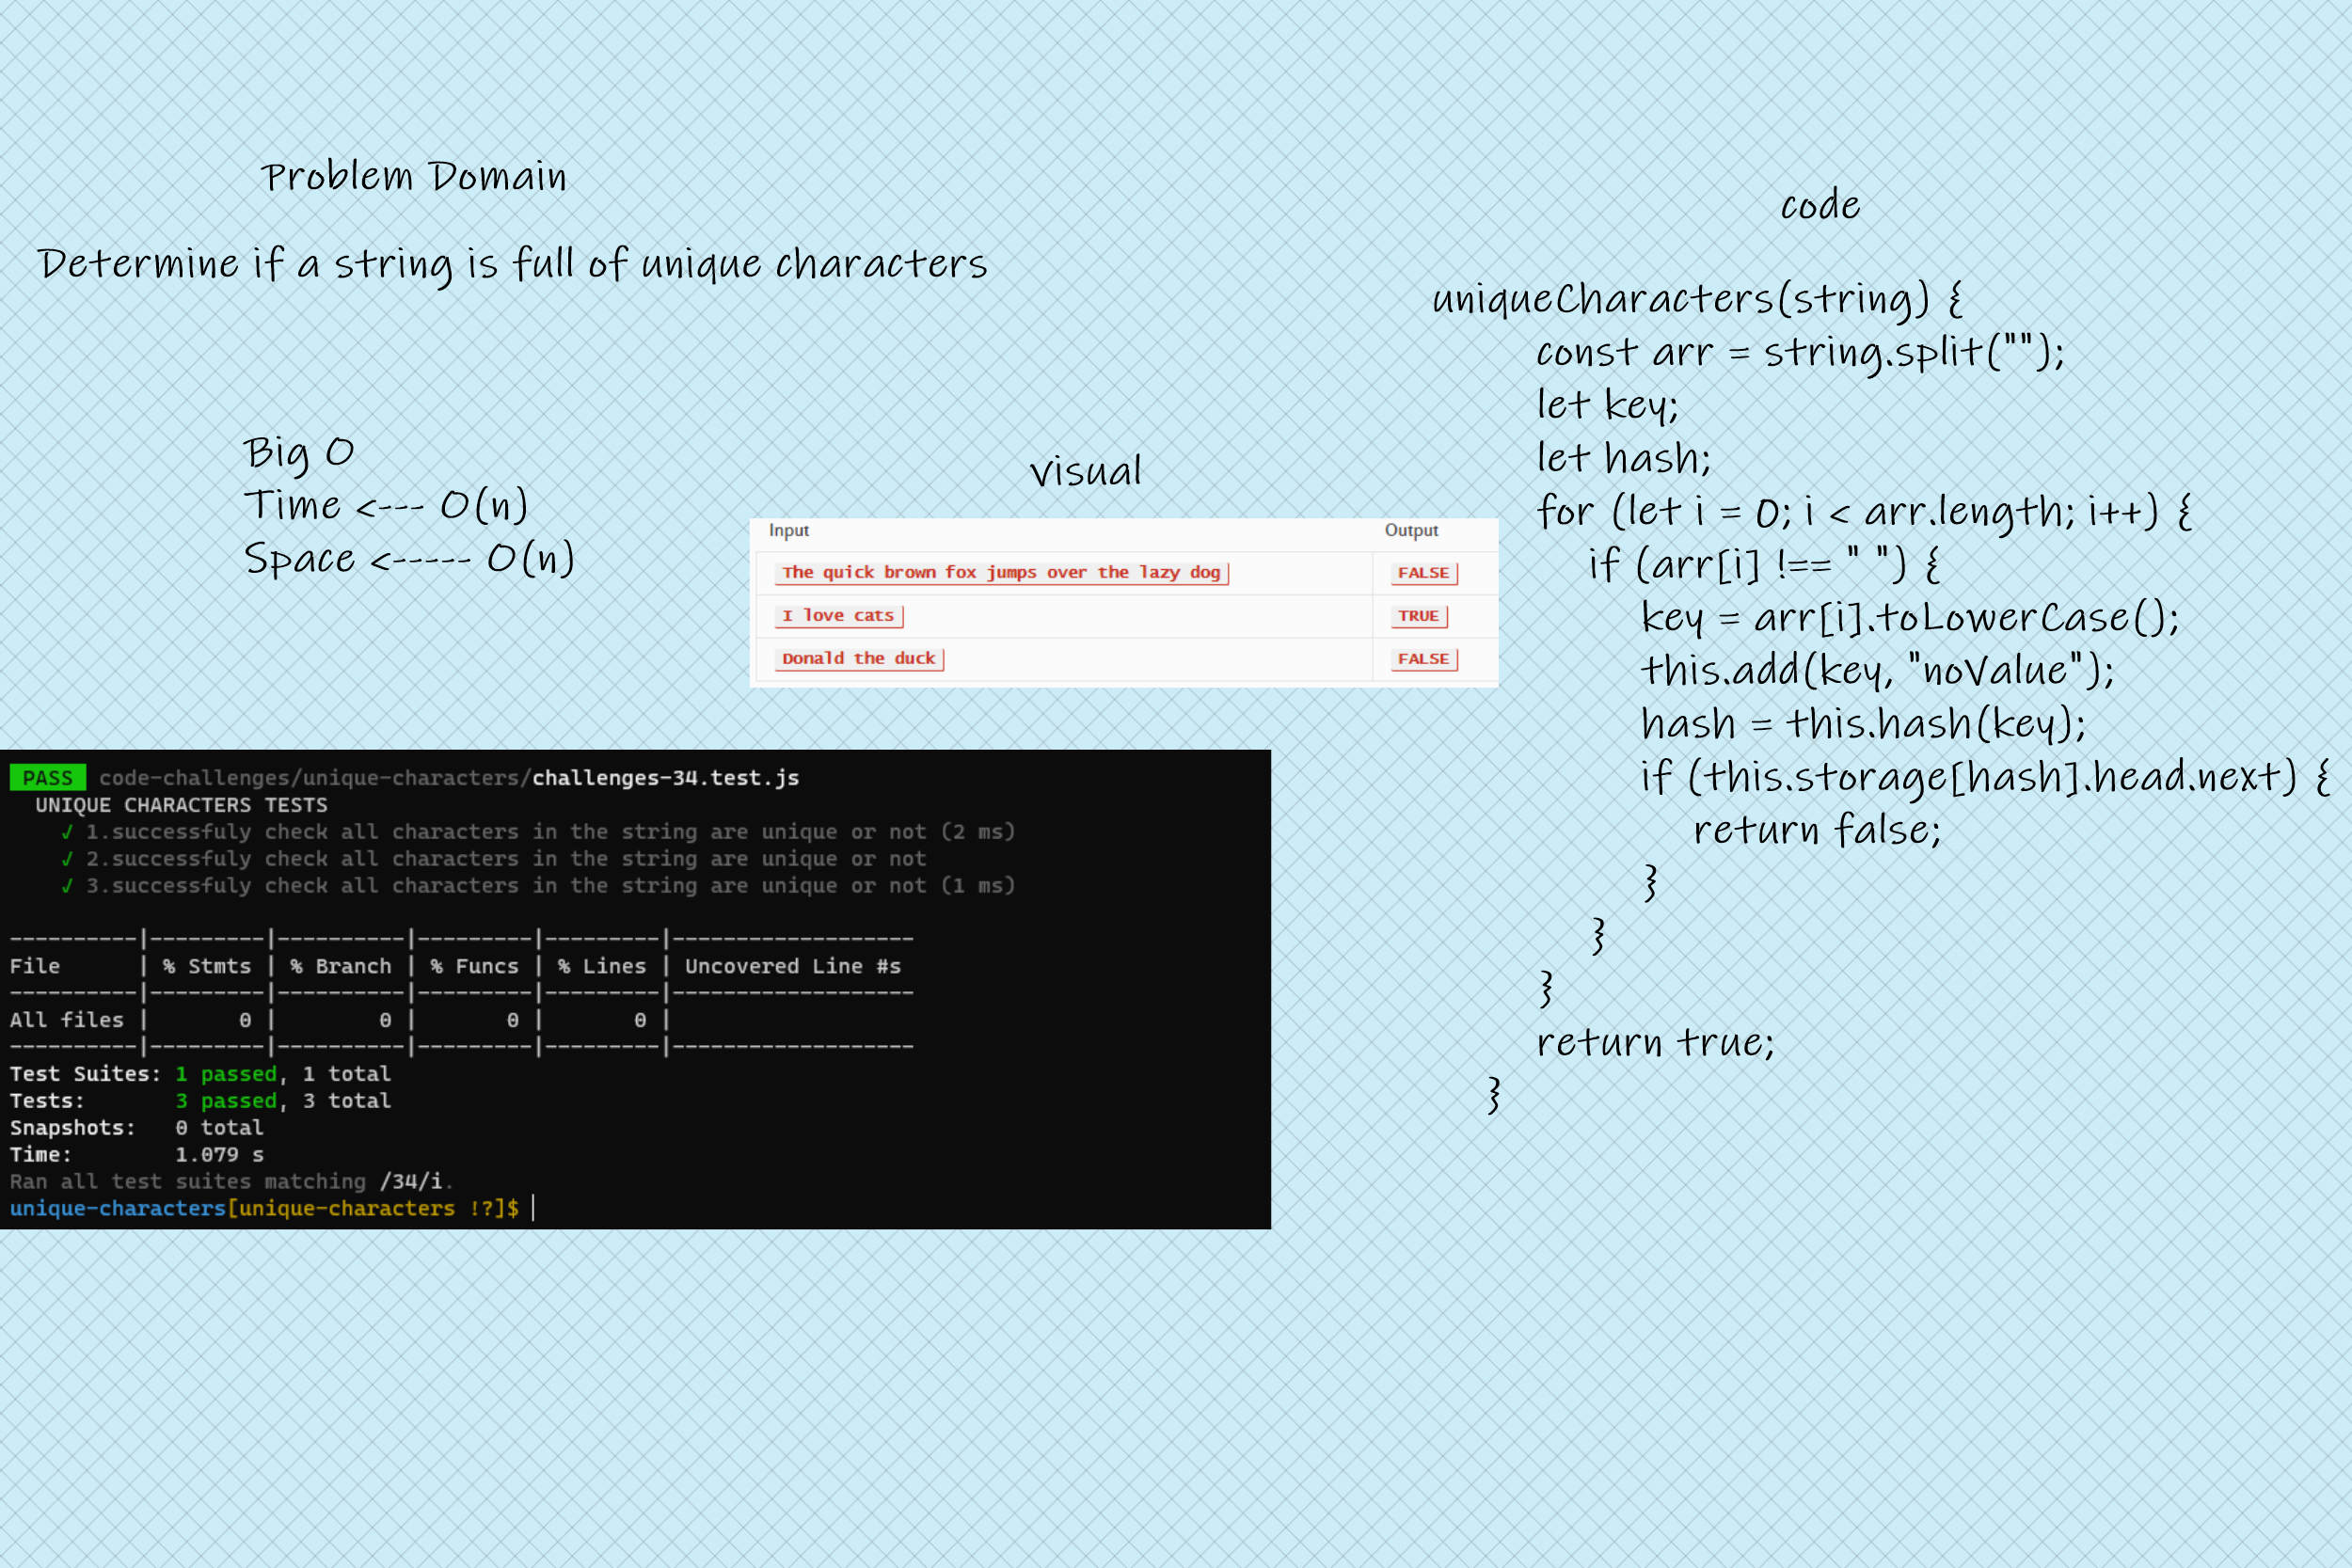 Problem Domain
Determine if a string is full of unique characters
Big O
Time <--- O(n)
Space <----- O(n)
visual
Input Output
The quick brown fox jumps over the lazy dog FALSE
I love cats TRUE
Donald the duck FALSE
PASS code-challenges/unique-characters/challenges-34.test.js
UNIQUE CHARACTERS TESTS
√ 1.successfuly check all characters in the string are unique or not (2 ms)
√ 2.successfuly check all characters in the string are unique or not
√ 3.successfuly check all characters in the string are unique or not (1 ms)
----------|---------|----------|---------|---------|-------------------
File | % Stmts | % Branch | % Funcs | % Lines | Uncovered Line #s
----------|---------|----------|---------|---------|-------------------
All files | 0 | 0 | 0 | 0 |
----------|---------|----------|---------|---------|-------------------
Test Suites: 1 passed, 1 total
Tests: 3 passed, 3 total
Snapshots: 0 total
Time: 1.079 s
Ran all test suites matching /34/i.
unique-characters[unique-characters !?]$
code
uniqueCharacters(string) {
const arr = string.split("");
let key;
let hash;
for (let i = 0; i < arr.length; i++) {
if (arr[i] !== " ") {
key = arr[i].toLowerCase();
this.add(key, "noValue");
hash = this.hash(key);
if (this.storage[hash].head.next) {
return false;
}
}
}
return true;
}